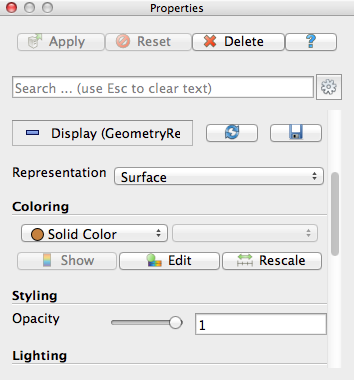 Properties
Apply Reset Delete ?
Search ... (use Esc to clear text)
Display (GeometryRe
Representation Surface
Coloring
Solid Color
Show Edit Rescale
Styling
Opacity 1
Lighting